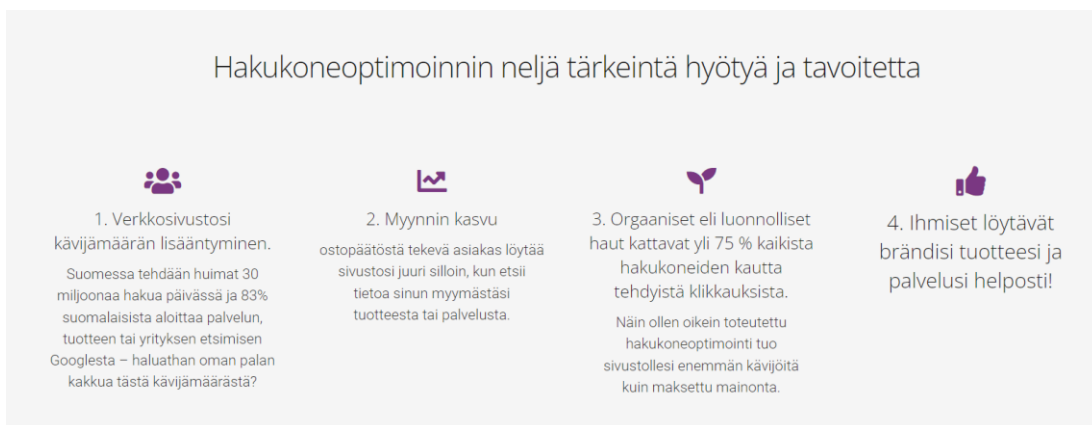 Hakukoneoptimoinnin neljä tärkeintä hyötyä ja tavoitetta
1. Verkkosivustosi
kävijämäärän lisääntyminen.
Suomessa tehdään huimat 30
miljoonaa hakua päivässä ja 83%
suomalaisista aloittaa palvelun,
tuotteen tai yrityksen etsimisen
Googlesta – haluathan oman palan
kakkua tästä kävijämäärästä?
2. Myynnin kasvu
ostopäätöstä tekevä asiakas löytää
sivustosi juuri silloin, kun etsii
tietoa sinun myymästäsi
tuotteesta tai palvelusta.
3. Orgaaniset eli luonnolliset
haut kattavat yli 75 % kaikista
hakukoneiden kautta
tehdyistä klikkauksista.
Näin ollen oikein toteutettu
hakukoneoptimointi tuo
sivustollesi enemmän kävijöitä
kuin maksettu mainonta.
4. Ihmiset löytävät
brändisi tuotteesi ja
palvelusi helposti!